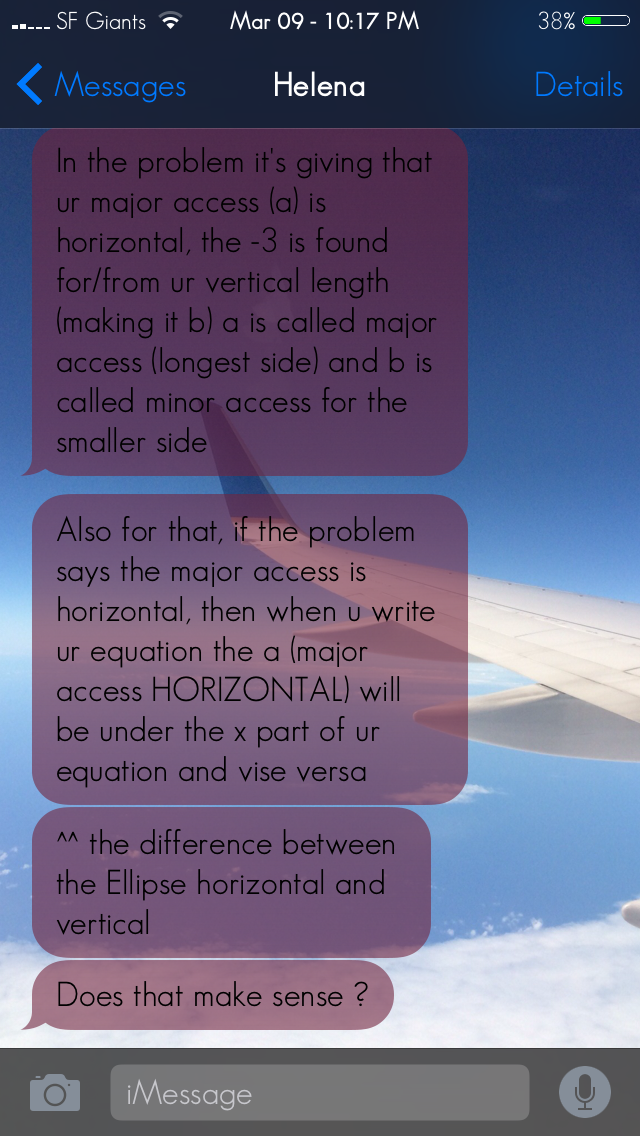 SF Giants Mar 09 - 10:17 PM 38%
Messages Helena Details
In the problem it's giving that
ur major access (a) is
horizontal, the -3 is found
for/from ur vertical length
(making it b) a is called major
access (longest side) and b is
called minor access for the
smaller side
Also for that, if the problem
says the major access is
horizontal, then when u write
ur equation the a (major
access HORIZONTAL) will
be under the x part of ur
equation and vise versa
^^ the difference between
the Ellipse horizontal and
vertical
Does that make sense ?
iMessage